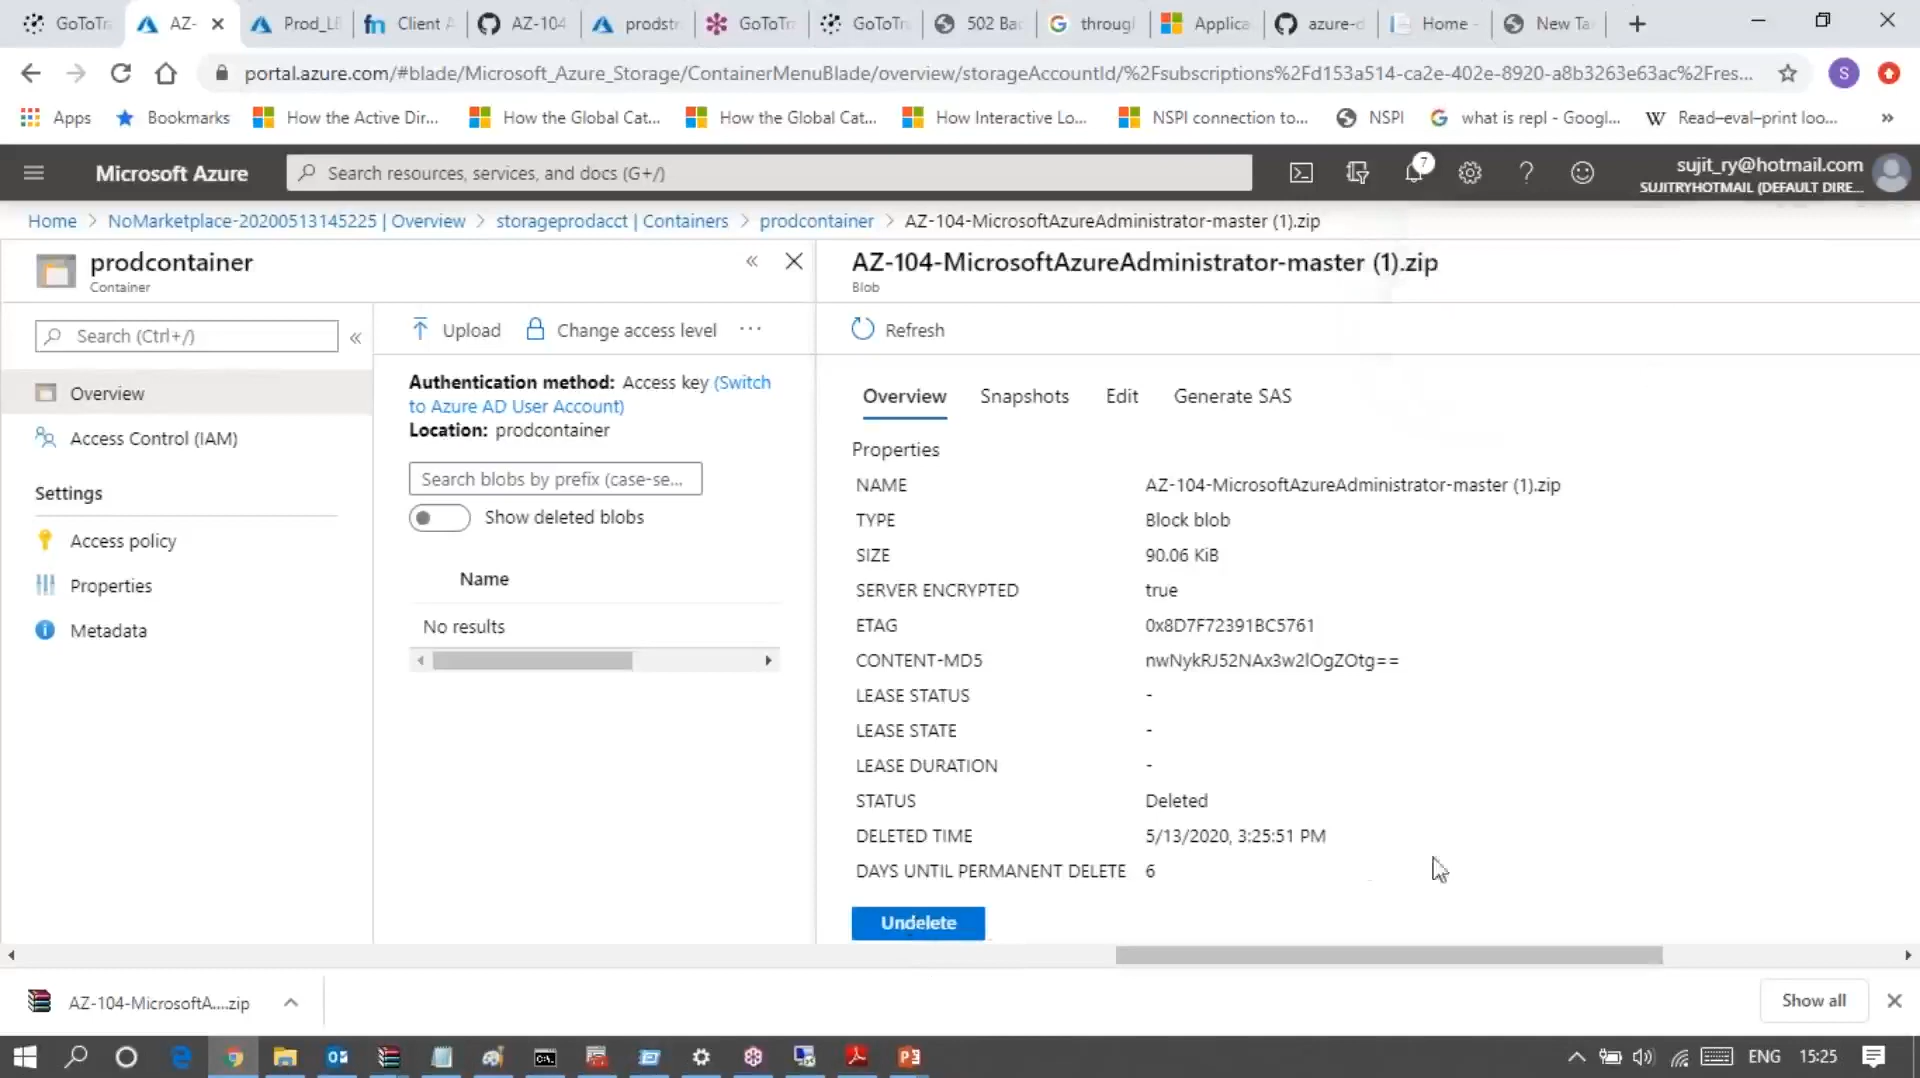 GoToTr
AZ-
Prod_LB
Client A
AZ-104
prodst
GoToTr
GoToTr
502 Ba
throug
Applica
azure-d
Home -
New Ta
portal.azure.com/#blade/Microsoft_Azure_Storage/ContainerMenuBlade/overview/storageAccountId/%2Fsubscriptions%2Fd153a514-ca2e-402e-8920-a8b3263e63ac%2Fres...
S
Apps
Bookmarks
How the Active Dir...
How the Global Cat...
How the Global Cat...
How Interactive Lo...
NSPI connection to...
NSPI
what is repl - Googl...
Read–eval–print loo...
»
Microsoft Azure
Search resources, services, and docs (G+/)
7
sujit_ry@hotmail.com
SUJITRYHOTMAIL (DEFAULT DIRE...
Home > NoMarketplace-20200513145225 | Overview > storageprodacct | Containers > prodcontainer > AZ-104-MicrosoftAzureAdministrator-master (1).zip
prodcontainer
Container
Search (Ctrl+/)
Overview
Access Control (IAM)
Settings
Access policy
Properties
Metadata
Upload
Change access level
Authentication method: Access key (Switch
to Azure AD User Account)
Location: prodcontainer
Search blobs by prefix (case-se...
Show deleted blobs
Name
No results
AZ-104-MicrosoftAzureAdministrator-master (1).zip
Blob
Refresh
Overview Snapshots Edit Generate SAS
Properties
NAME AZ-104-MicrosoftAzureAdministrator-master (1).zip
TYPE Block blob
SIZE 90.06 KiB
SERVER ENCRYPTED true
ETAG 0x8D7F72391BC5761
CONTENT-MD5 nwNykRJ52NAx3w2lOgZOtg==
LEASE STATUS -
LEASE STATE -
LEASE DURATION -
STATUS Deleted
DELETED TIME 5/13/2020, 3:25:51 PM
DAYS UNTIL PERMANENT DELETE 6
Undelete
AZ-104-MicrosoftA....zip
Show all
ENG
15:25